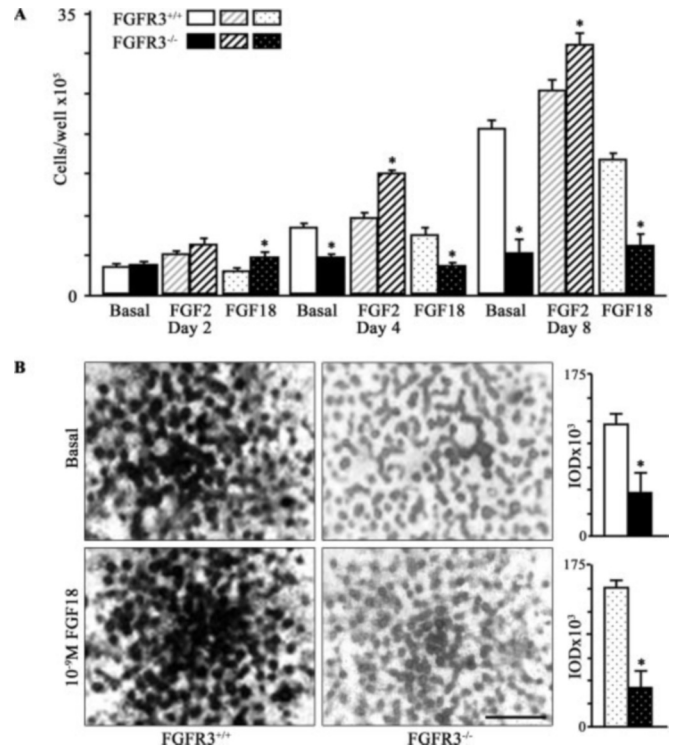 A
35
FGFR3+/+
FGFR3-/-
Cells/well x10⁵
0
* * * * * * * *
Basal FGF2 FGF18 Basal FGF2 FGF18 Basal FGF2 FGF18
Day 2 Day 4 Day 8
B
Basal
175
IODx10³
*
0
10⁻⁹M FGF18
175
IODx10³
*
0
FGFR3+/+ FGFR3-/-